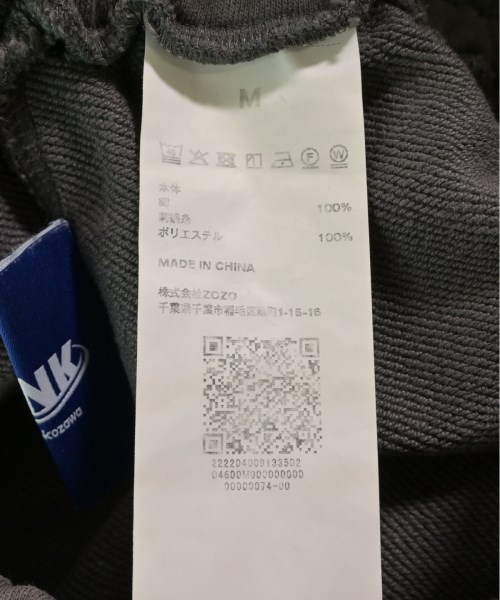 M
本体
綿 100%
刺繍糸
ポリエステル 100%
MADE IN CHINA
株式会社ZOZO
千葉県千葉市稲毛区緑町1-15-16
222204009133502
04600M000000000
00000074-00
NK
kozawa